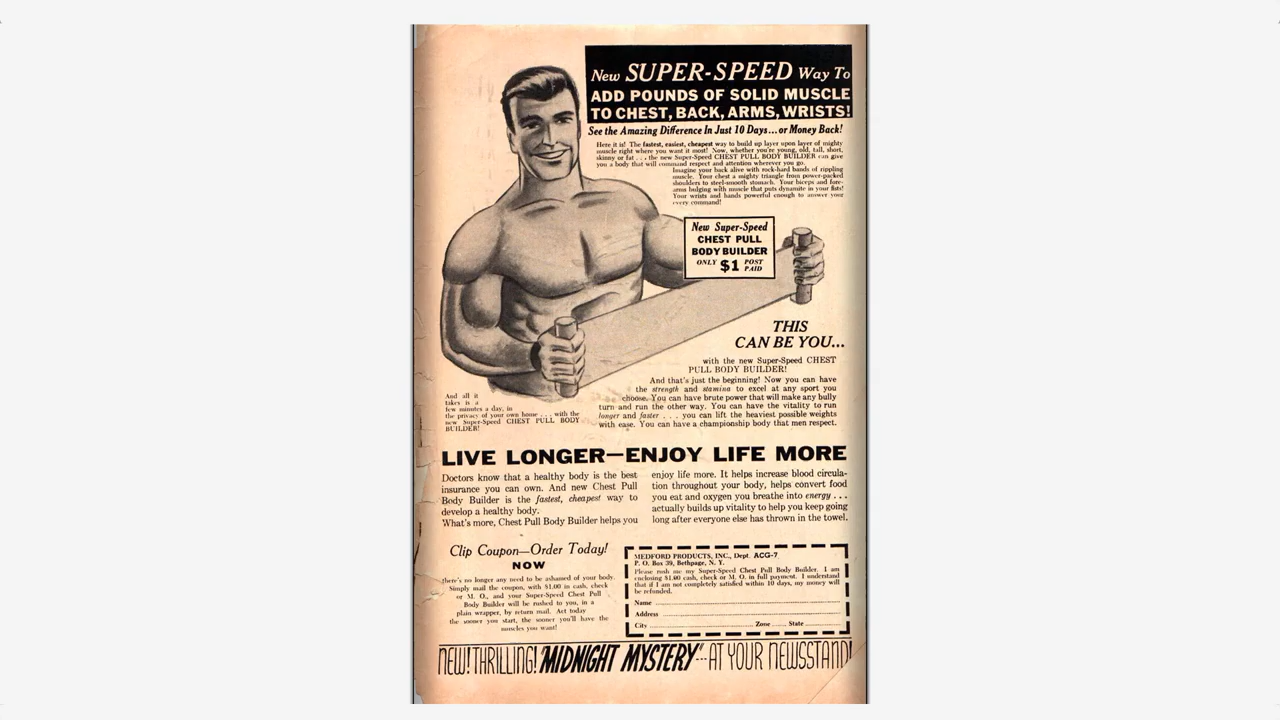 New SUPER-SPEED Way To
ADD POUNDS OF SOLID MUSCLE
TO CHEST, BACK, ARMS, WRISTS!
See the Amazing Difference In Just 10 Days...or Money Back!
Here it is! The fastest, easiest, cheapest way to build up layer upon layer of mighty
muscle right where you want it most! Now, whether you're young, old, tall, short,
skinny or fat . . . the new Super-Speed CHEST PULL BODY BUILDER can give
you a body that will command respect and attention wherever you go.
Imagine your back alive with rock-hard bands of rippling
muscle. Your chest a mighty triangle from power-packed
shoulders to steel-smooth stomach. Your biceps and fore-
arms bulging with muscle that puts dynamite in your fists!
Your wrists and hands powerful enough to answer your
every command!
New Super-Speed
CHEST PULL
BODY BUILDER
ONLY $1 POST PAID
THIS
CAN BE YOU...
with the new Super-Speed CHEST
PULL BODY BUILDER!
And that's just the beginning! Now you can have
the strength and stamina to excel at any sport you
choose. You can have brute power that will make any bully
turn and run the other way. You can have the vitality to run
longer and faster . . . you can lift the heaviest possible weights
with ease. You can have a championship body that men respect.
And all it
takes is a
few minutes a day, in
the privacy of your own home . . . with the
new Super-Speed CHEST PULL BODY
BUILDER!
LIVE LONGER—ENJOY LIFE MORE
Doctors know that a healthy body is the best
insurance you can own. And new Chest Pull
Body Builder is the fastest, cheapest way to
develop a healthy body.
What's more, Chest Pull Body Builder helps you
enjoy life more. It helps increase blood circula-
tion throughout your body, helps convert food
you eat and oxygen you breathe into energy . . .
actually builds up vitality to help you keep going
long after everyone else has thrown in the towel.
Clip Coupon—Order Today!
NOW
there's no longer any need to be ashamed of your body.
Simply mail the coupon, with $1.00 in cash, check
or M. O., and your Super-Speed Chest Pull
Body Builder will be rushed to you, in a
plain wrapper, by return mail. Act today
the sooner you start, the sooner you'll have the
muscles you want!
MEDFORD PRODUCTS, INC., Dept. ACG-7
P. O. Box 39, Bethpage, N. Y.
Please rush me my Super-Speed Chest Pull Body Builder. I am
enclosing $1.00 cash, check or M. O. in full payment. I understand
that if I am not completely satisfied within 10 days, my money will
be refunded.
Name
Address
City Zone State
NEW! THRILLING! "MIDNIGHT MYSTERY"---AT YOUR NEWSSTAND!